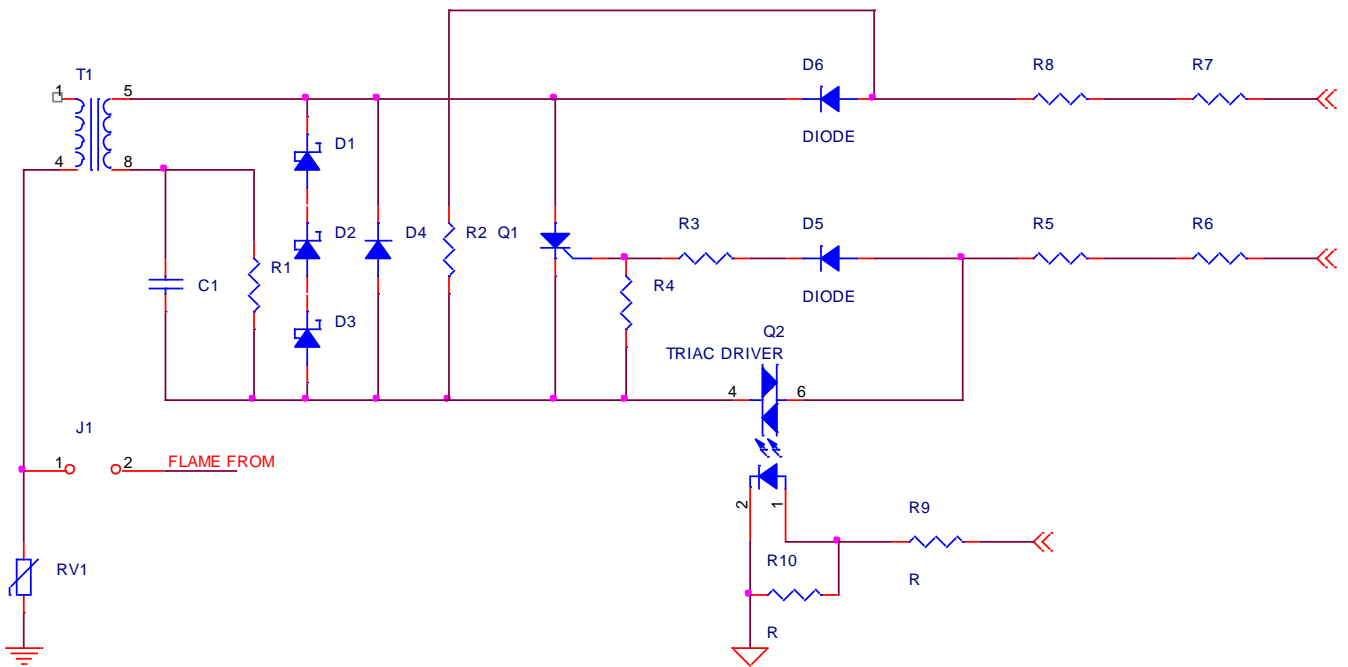 D6
R8
R7
T1
1
5
DIODE
D1
4
8
R3
D5
R5
R6
D2
D4
R2
Q1
R1
C1
R4
DIODE
D3
Q2
TRIAC DRIVER
4
6
J1
1
2
FLAME FROM
2
1
R9
RV1
R10
R
R